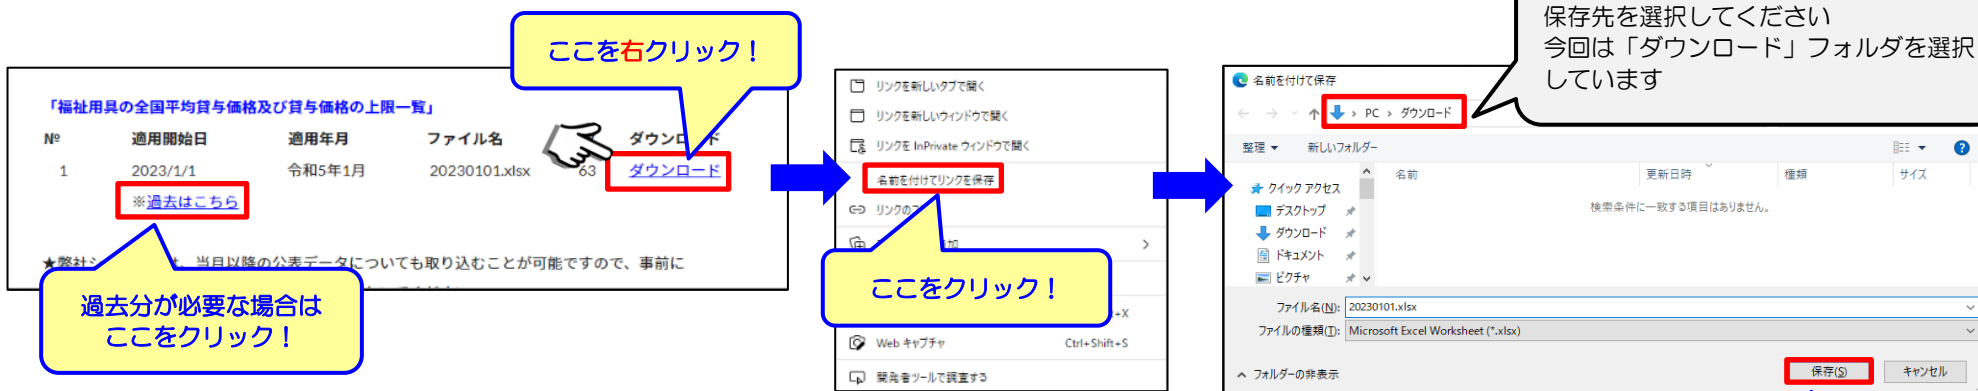 ここを右クリック！
「福祉用具の全国平均貸与価格及び貸与価格の上限一覧」
№ 適用開始日 適用年月 ファイル名 ダウンロード
1 2023/1/1 令和5年1月 20230101.xlsx 63 ダウンロード
※過去はこちら
★弊社 当月以降の公表データについても取り込むことが可能ですので、事前に
過去分が必要な場合は
ここをクリック！
リンクを新しいタブで開く
リンクを新しいウィンドウで開く
リンクを InPrivate ウィンドウで開く
名前を付けてリンクを保存
リンクの
加
ここをクリック！
+X
Web キャプチャ Ctrl+Shift+S
開発者ツールで調査する
保存先を選択してください
今回は「ダウンロード」フォルダを選択
しています
名前を付けて保存
PC › ダウンロード
整理 新しいフォルダー
名前 更新日時 種類 サイズ
検索条件に一致する項目はありません。
クイック アクセス
デスクトップ
ダウンロード
ドキュメント
ピクチャ
ファイル名(N): 20230101.xlsx
ファイルの種類(T): Microsoft Excel Worksheet (*.xlsx)
フォルダーの非表示 保存(S) キャンセル